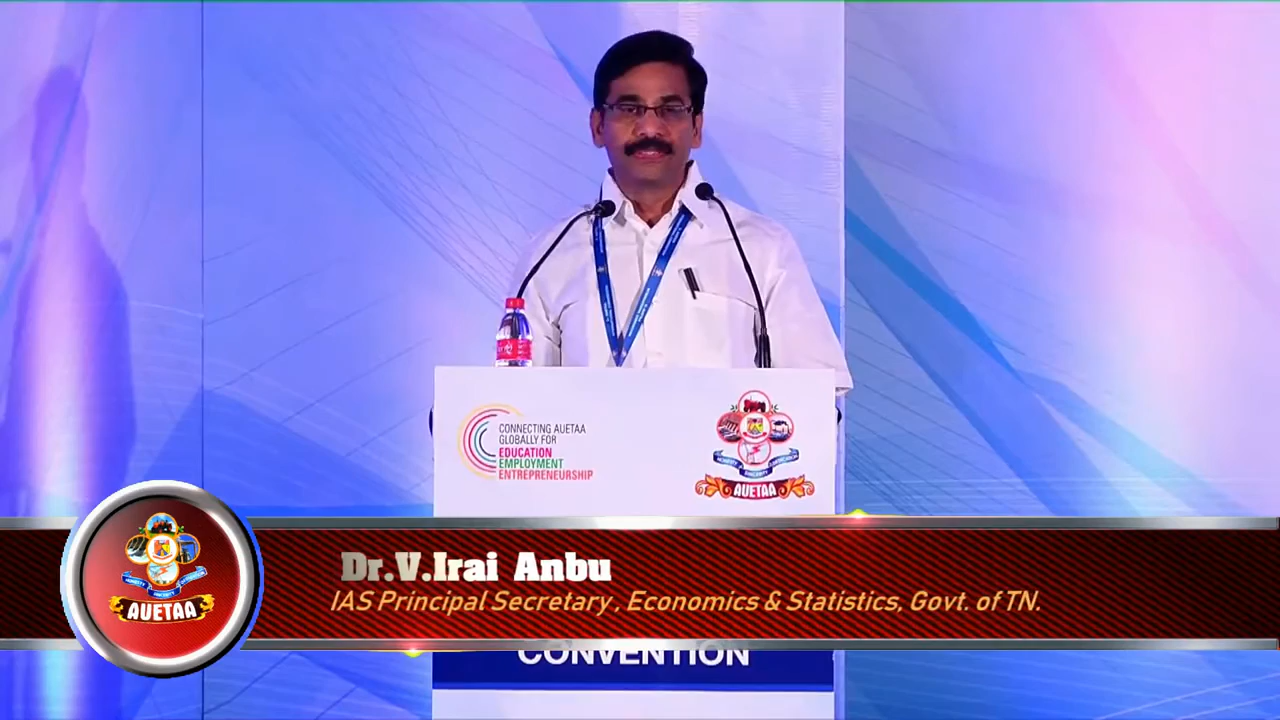 CONNECTING AUETAA
GLOBALLY FOR
EDUCATION
EMPLOYMENT
ENTREPRENEURSHIP
AUETAA
Dr.V.Irai Anbu
IAS Principal Secretary, Economics & Statistics, Govt. of TN.
AUETAA
CONVENTION